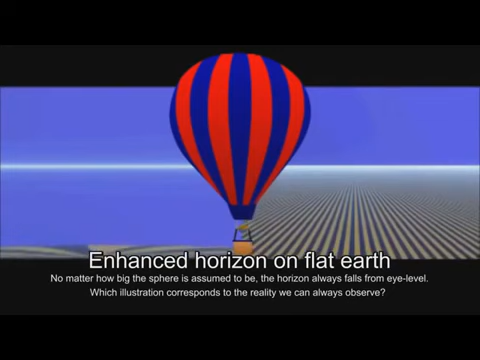 Enhanced horizon on flat earth
No matter how big the sphere is assumed to be, the horizon always falls from eye-level.
Which illustration corresponds to the reality we can always observe?